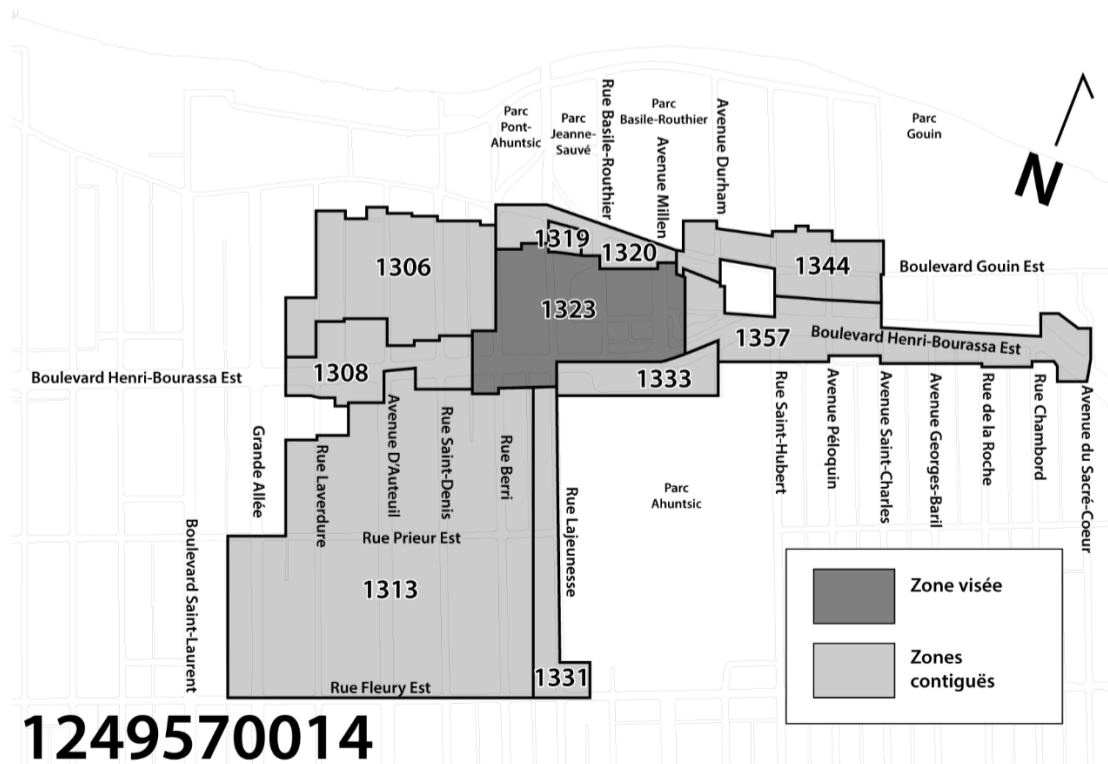 Parc
Pont-
Ahuntsic
Parc
Jeanne-
Sauvé
Rue Basile-Routhier
Parc
Basile-Routhier
Avenue Millen
Avenue Durham
Parc
Gouin
N
1306
1319
1320
1344
Boulevard Gouin Est
1323
1357
Boulevard Henri-Bourassa Est
Boulevard Henri-Bourassa Est
1308
1333
Grande Allée
Rue Laverdure
Avenue D'Auteuil
Rue Saint-Denis
Rue Berri
Rue Lajeunesse
Parc
Ahuntsic
Rue Saint-Hubert
Avenue Péloquin
Avenue Saint-Charles
Avenue Georges-Baril
Rue de la Roche
Rue Chambord
Avenue du Sacré-Coeur
Boulevard Saint-Laurent
Rue Prieur Est
1313
1331
Rue Fleury Est
Zone visée
Zones
contiguës
1249570014